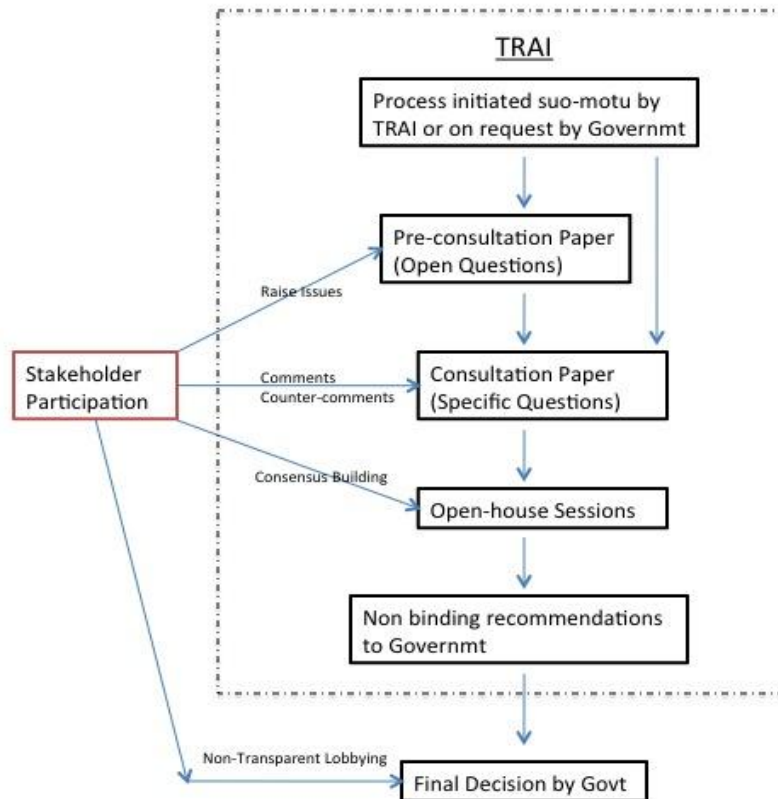 TRAI
Process initiated suo-motu by
TRAI or on request by Governmt
Pre-consultation Paper
(Open Questions)
Raise Issues
Stakeholder
Participation
Comments
Counter-comments
Consultation Paper
(Specific Questions)
Consensus Building
Open-house Sessions
Non binding recommendations
to Governmt
Non-Transparent Lobbying
Final Decision by Govt